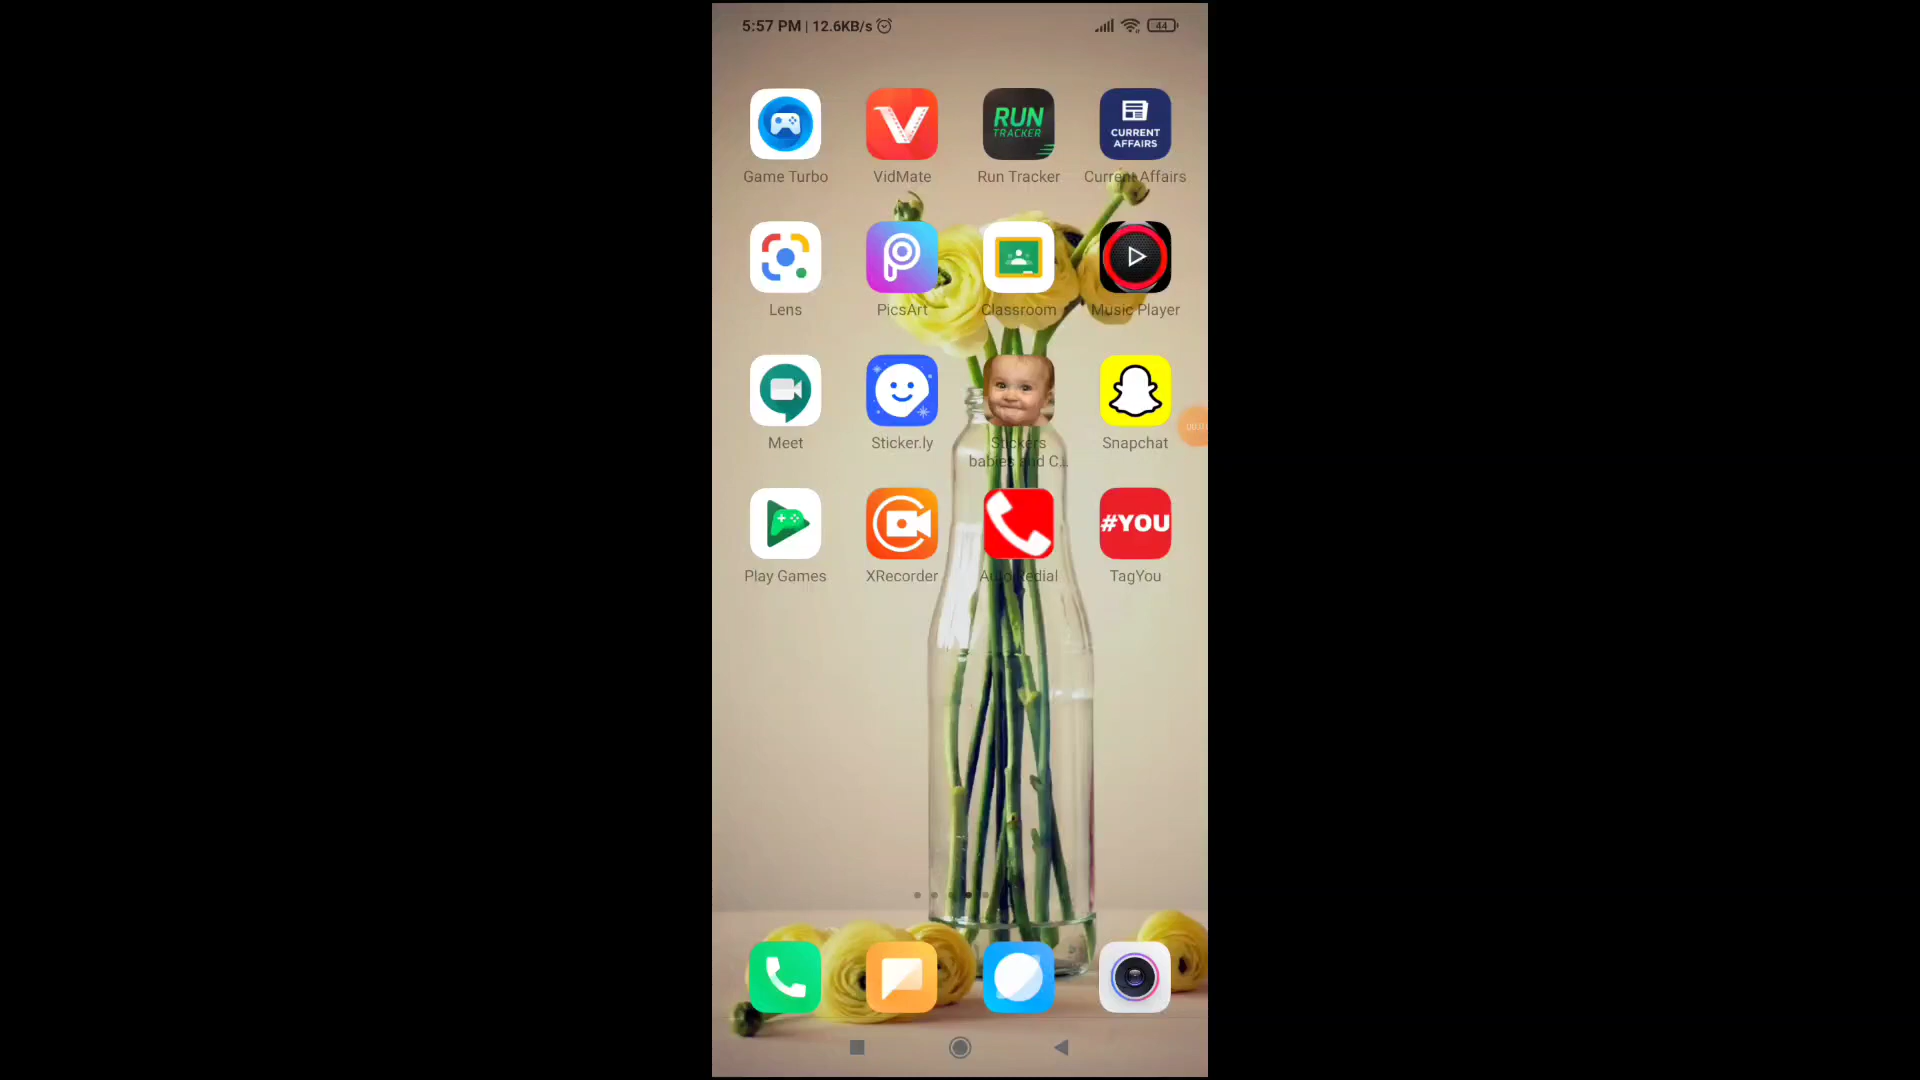 5:57 PM | 12.6KB/s
44
RUN
TRACKER
CURRENT
AFFAIRS
Game Turbo
VidMate
Run Tracker
Current Affairs
Lens
PicsArt
Classroom
Music Player
Meet
Sticker.ly
Stickers
babies and C...
Snapchat
#YOU
Play Games
XRecorder
Auto Redial
TagYou